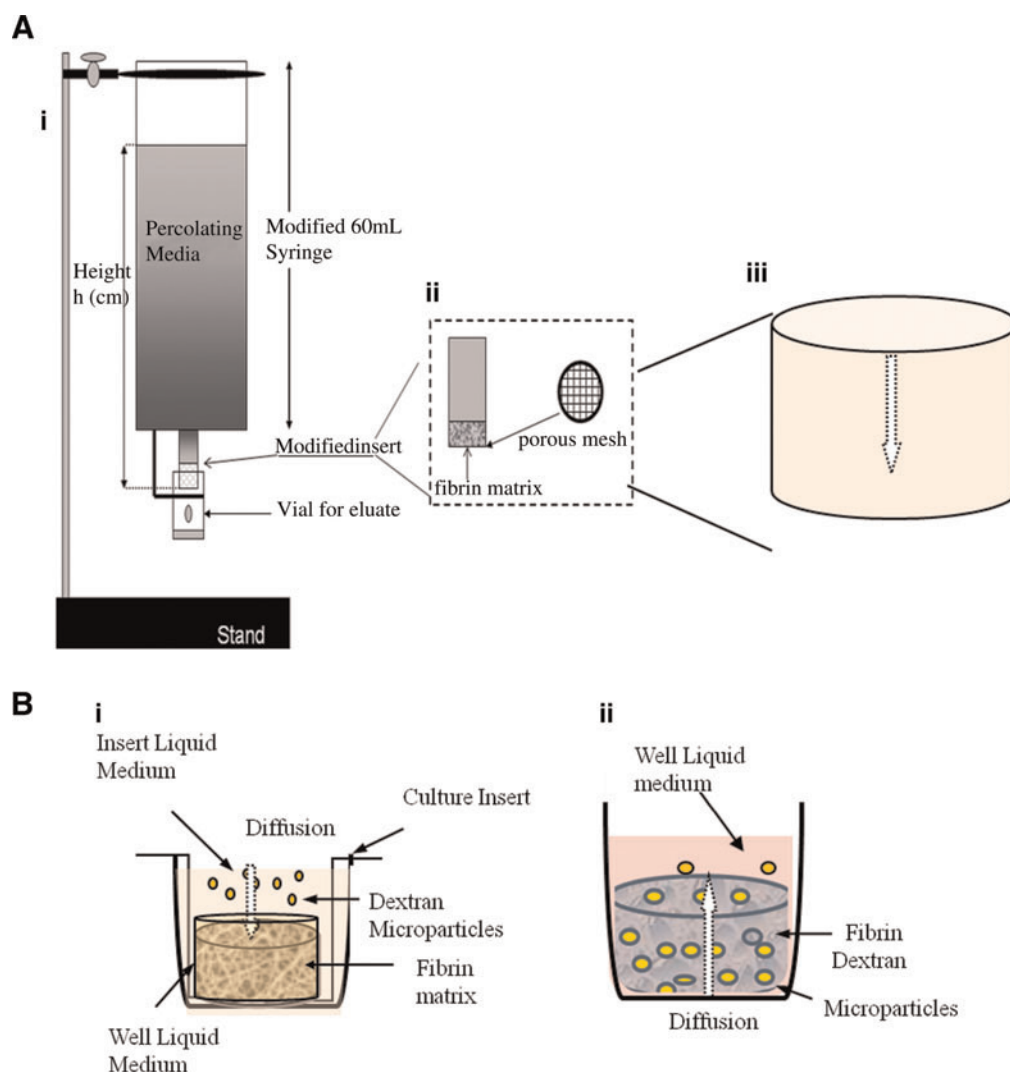 A
i
Percolating
Media
Height
h (cm)
Modified 60mL
Syringe
Modifiedinsert
Vial for eluate
Stand
ii
porous mesh
fibrin matrix
iii
B
i
Insert Liquid
Medium
Diffusion
Culture Insert
Dextran
Microparticles
Fibrin
matrix
Well Liquid
Medium
ii
Well Liquid
medium
Fibrin
Dextran
Microparticles
Diffusion